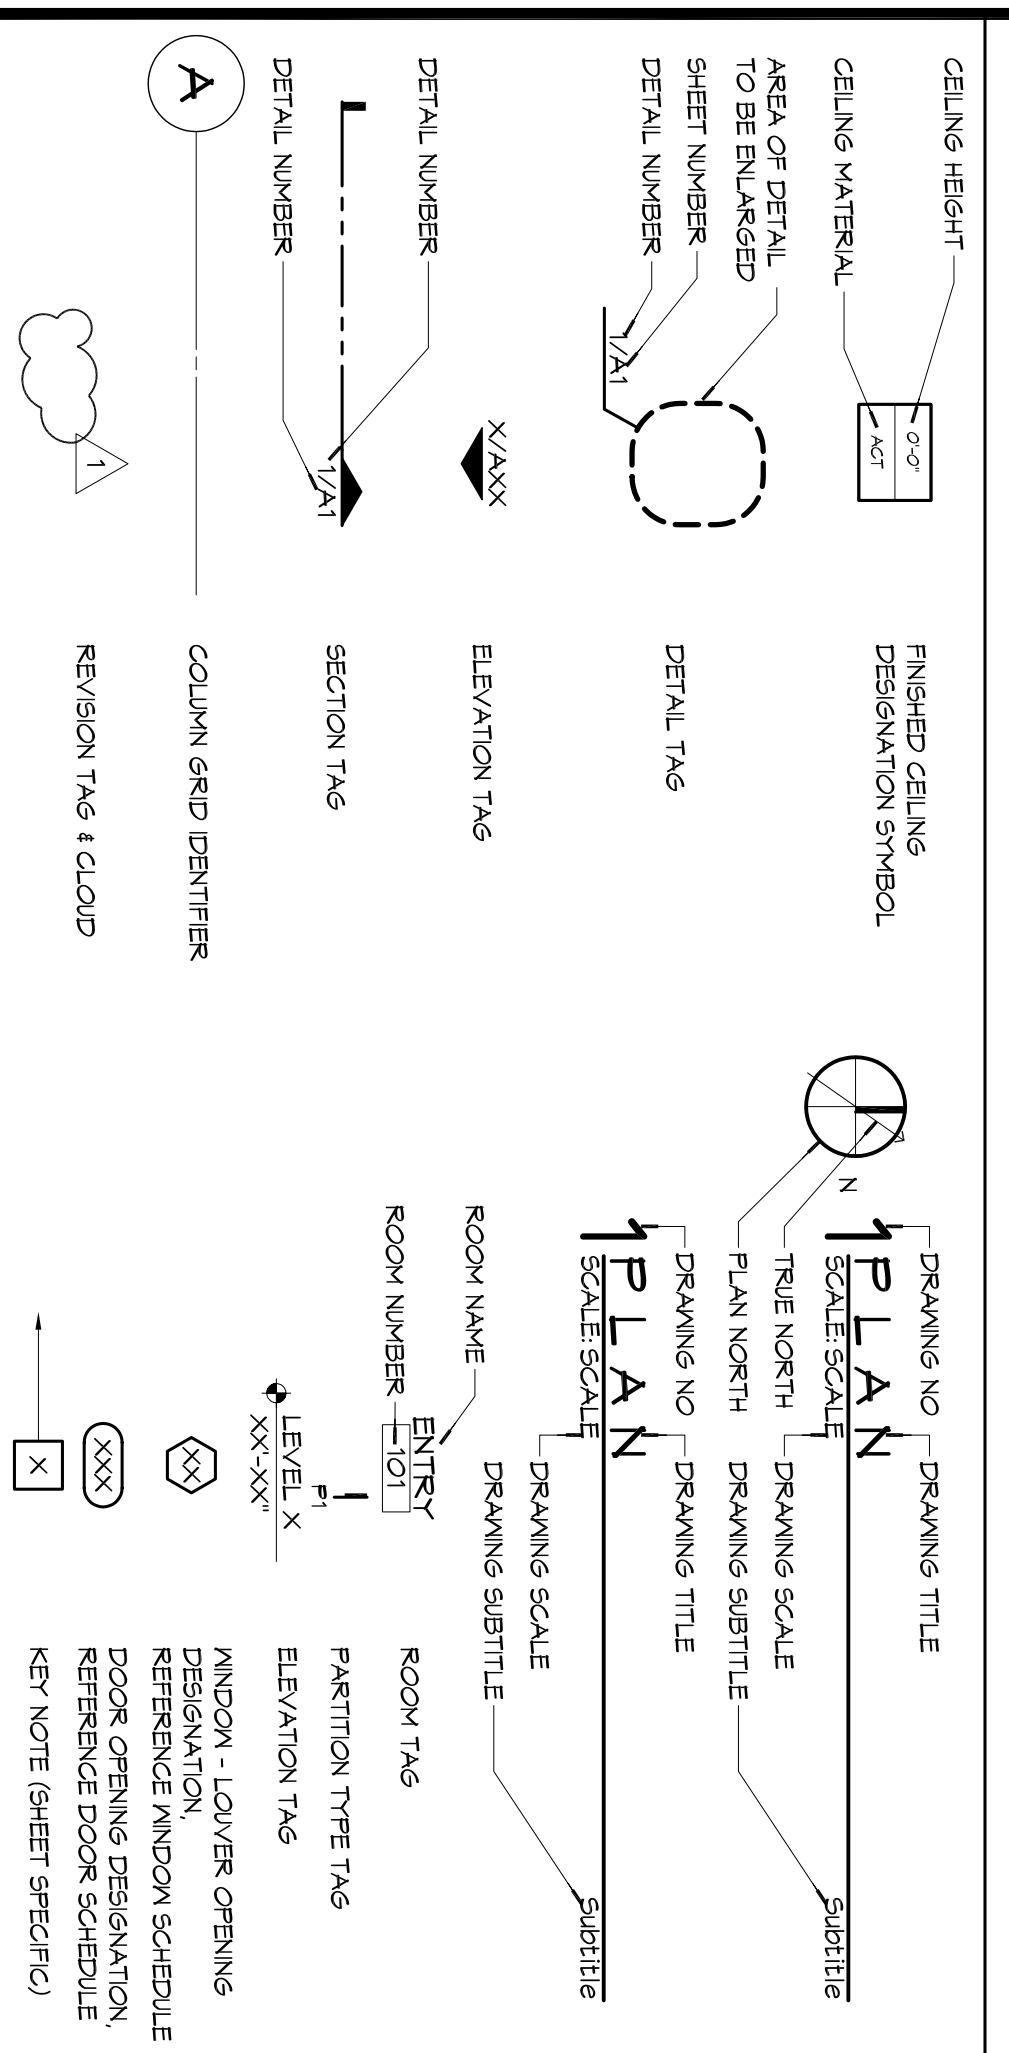 CEILING HEIGHT
CEILING MATERIAL
0'-0"
ACT
FINISHED CEILING
DESIGNATION SYMBOL
AREA OF DETAIL
TO BE ENLARGED
SHEET NUMBER
DETAIL NUMBER
1/A1
DETAIL TAG
X/AXX
ELEVATION TAG
DETAIL NUMBER
1/A1
DETAIL NUMBER
SECTION TAG
A
COLUMN GRID IDENTIFIER
1
REVISION TAG & CLOUD
DRAWING NO
DRAWING TITLE
1 PLAN
SCALE: SCALE
Subtitle
N
TRUE NORTH
DRAWING SCALE
PLAN NORTH
DRAWING SUBTITLE
DRAWING NO
DRAWING TITLE
1 PLAN
SCALE: SCALE
Subtitle
DRAWING SCALE
DRAWING SUBTITLE
ROOM NAME
ROOM NUMBER
ENTRY
101
ROOM TAG
P1
PARTITION TYPE TAG
LEVEL X
XX'-XX"
ELEVATION TAG
XX
WINDOW - LOUVER OPENING
DESIGNATION,
REFERENCE WINDOW SCHEDULE
XXX
DOOR OPENING DESIGNATION,
REFERENCE DOOR SCHEDULE
X
KEY NOTE (SHEET SPECIFIC)